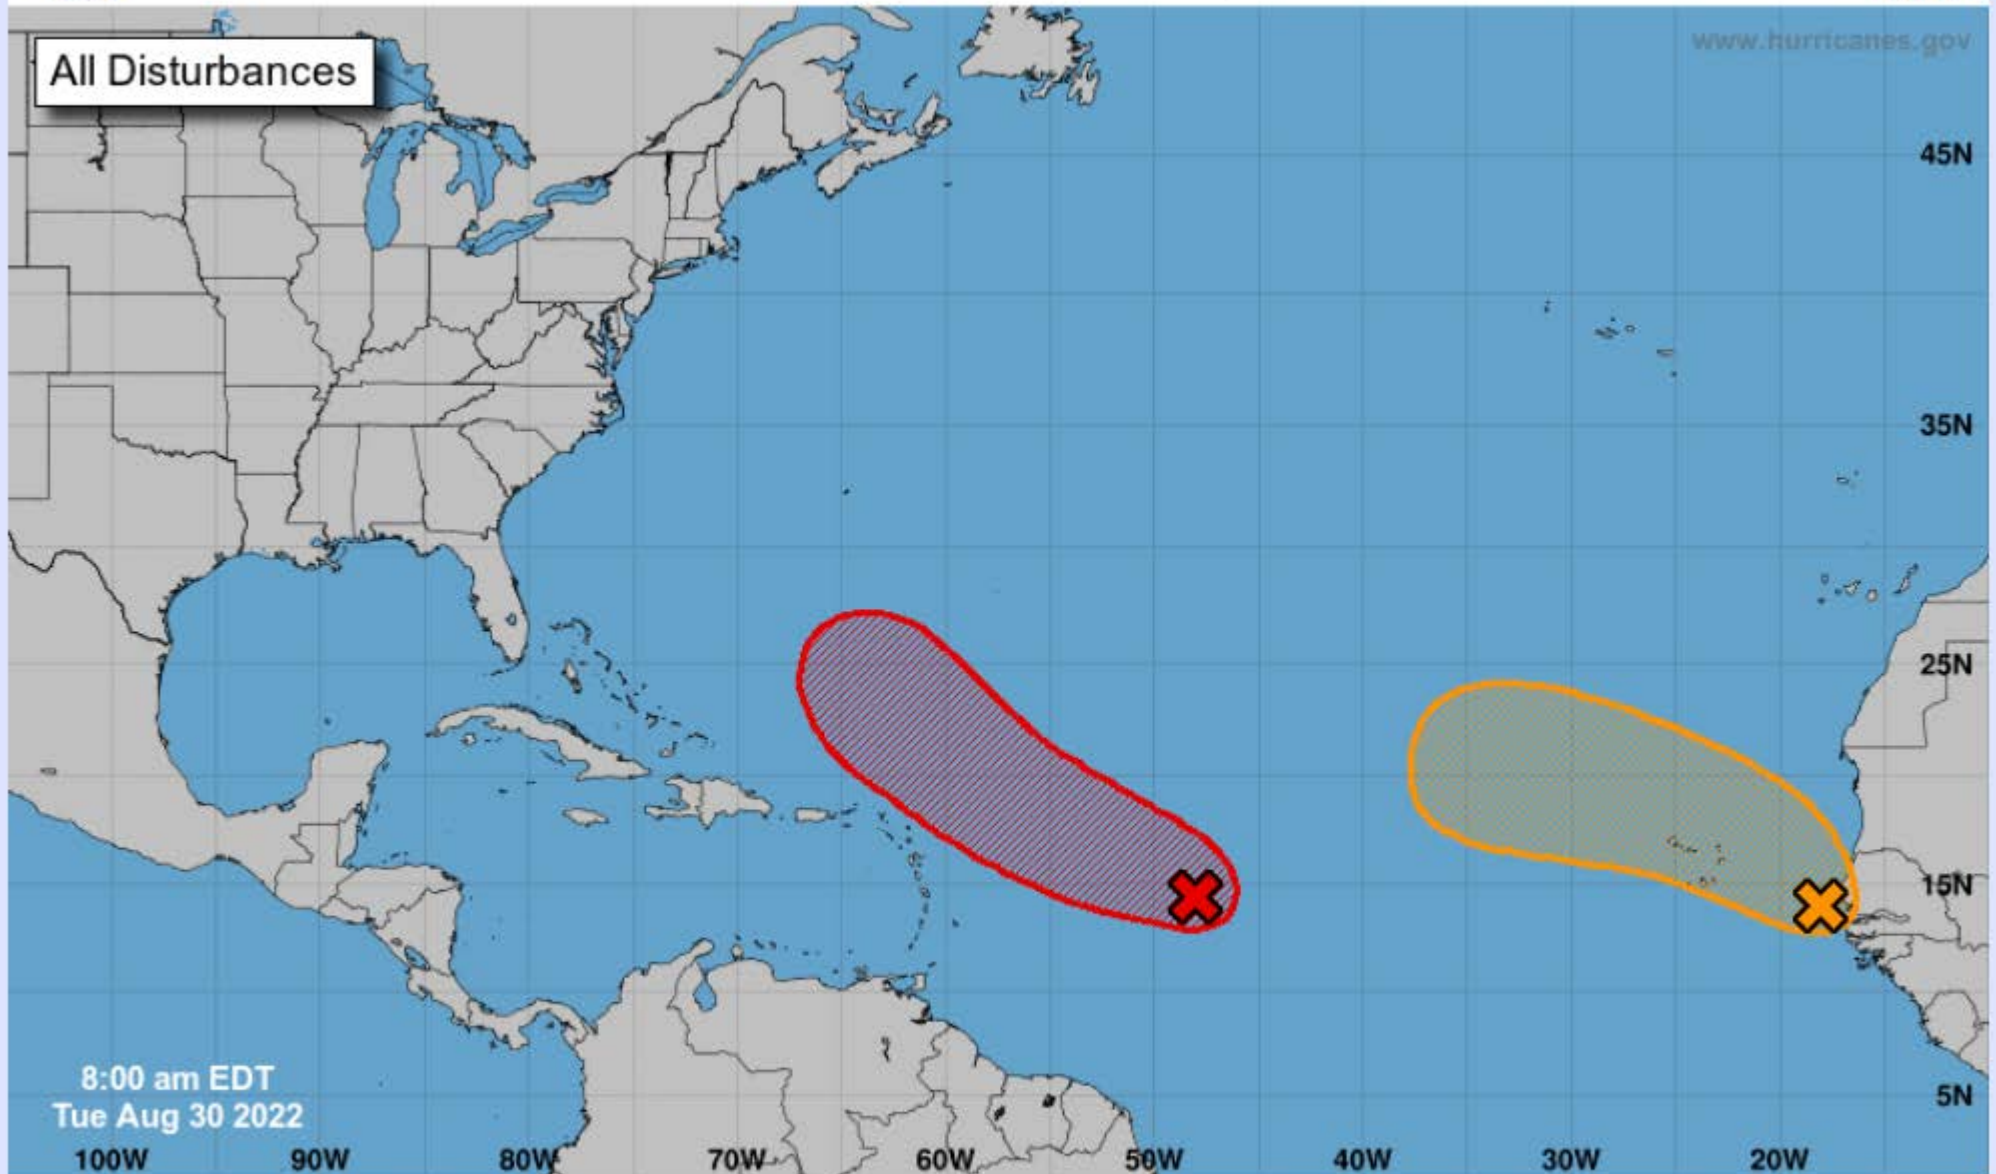 www.hurricanes.gov
All Disturbances
45N
35N
25N
15N
5N
8:00 am EDT
Tue Aug 30 2022
100W 90W 80W 70W 60W 50W 40W 30W 20W